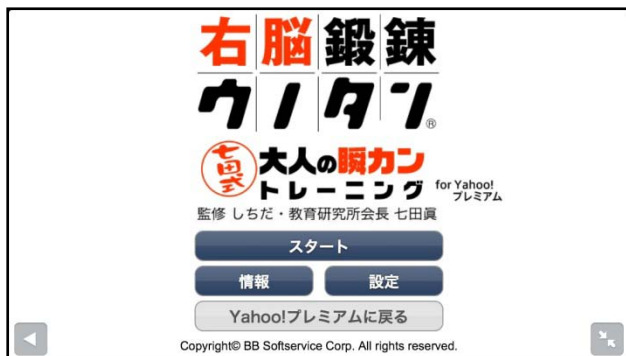 右脳鍛錬
ウノタン®
七田式
大人の瞬カン
トレーニング for Yahoo!プレミアム
監修 しちだ・教育研究所会長 七田眞
スタート
情報 設定
Yahoo!プレミアムに戻る
Copyright© BB Softservice Corp. All rights reserved.